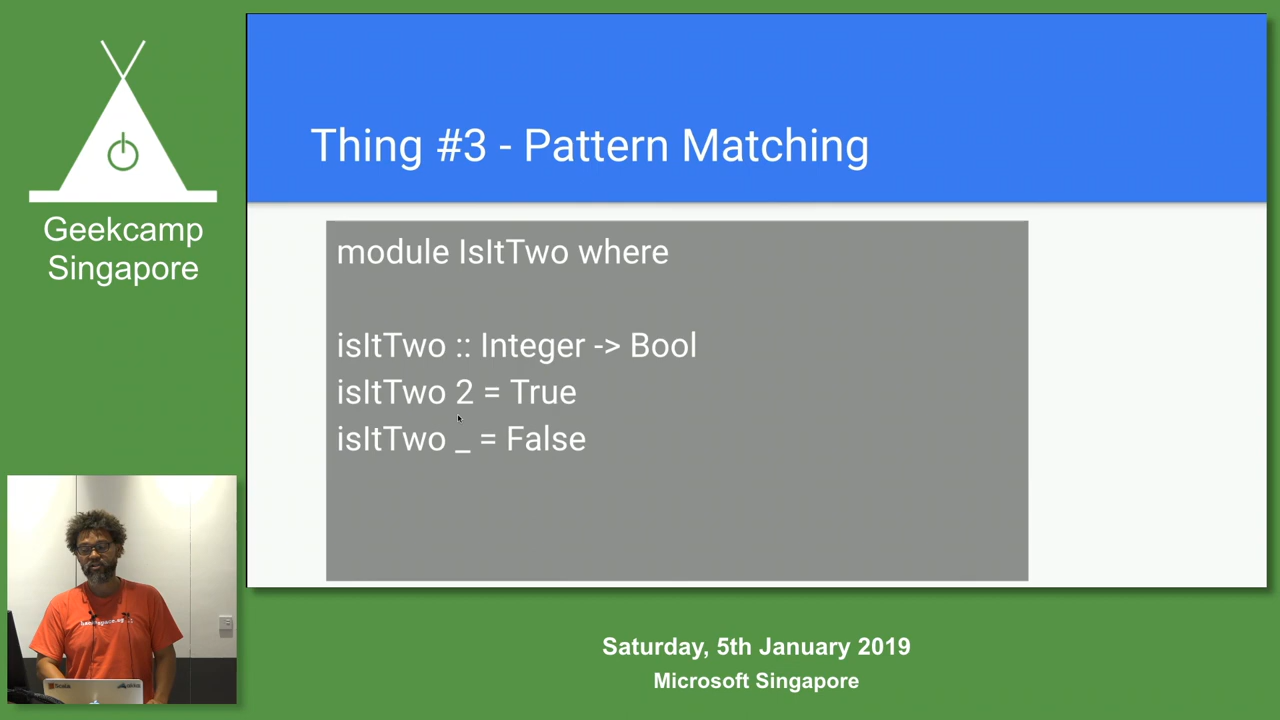 Geekcamp
Singapore
Thing #3 - Pattern Matching
module IsItTwo where
isItTwo :: Integer -> Bool
isItTwo 2 = True
isItTwo _ = False
Saturday, 5th January 2019
Microsoft Singapore